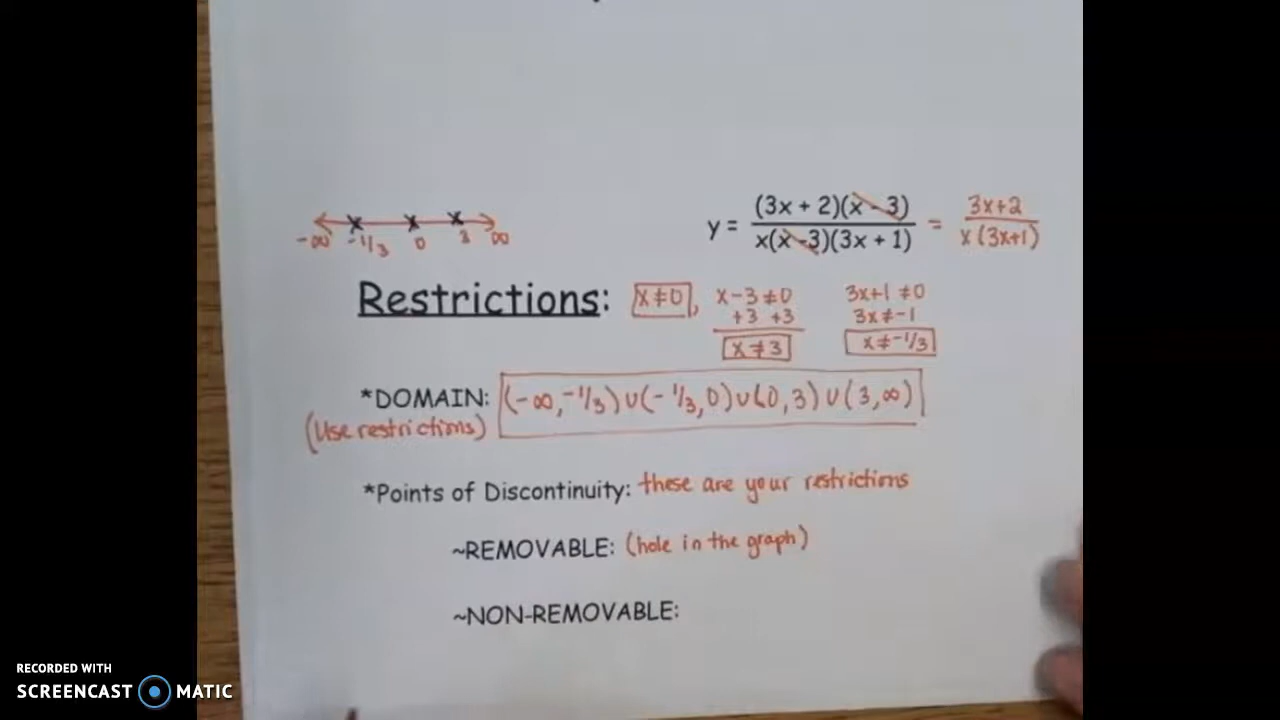 y = (3x + 2)(x - 3) / x(x - 3)(3x + 1) = 3x+2 / x(3x+1)
-∞ -1/3 0 3 ∞
Restrictions: x≠0, x-3≠0 3x+1≠0
+3 +3 3x≠-1
x≠3 x≠-1/3
*DOMAIN: (-∞,-1/3)∪(-1/3,0)∪(0,3)∪(3,∞)
(Use restrictions)
*Points of Discontinuity: these are your restrictions
~REMOVABLE: (hole in the graph)
~NON-REMOVABLE:
RECORDED WITH
SCREENCAST MATIC